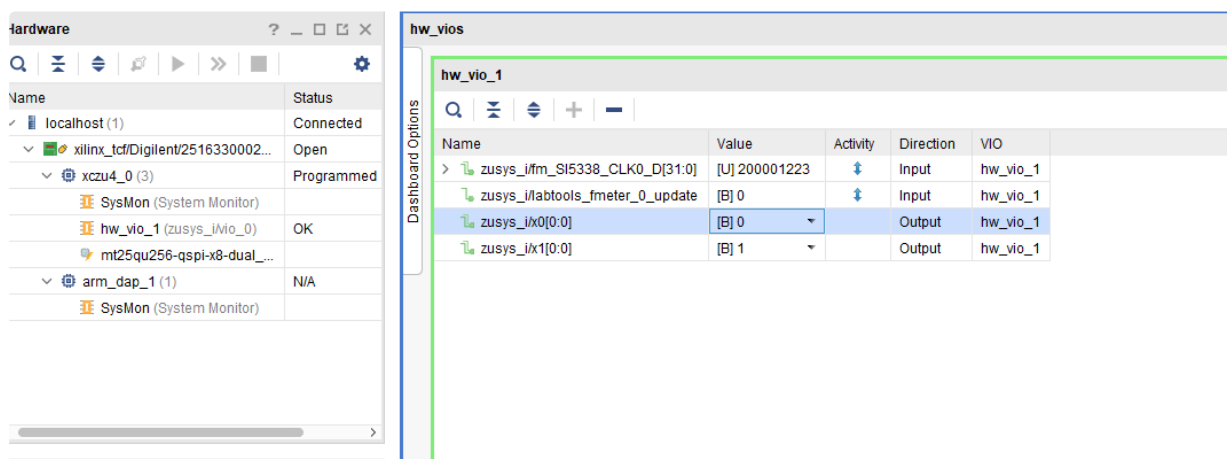 Hardware
hw_vios
Name Status
localhost (1) Connected
xilinx_tcf/Digilent/2516330002... Open
xczu4_0 (3) Programmed
SysMon (System Monitor)
hw_vio_1 (zusys_i/vio_0) OK
mt25qu256-qspi-x8-dual_...
arm_dap_1 (1) N/A
SysMon (System Monitor)
Dashboard Options
hw_vio_1
Name Value Activity Direction VIO
zusys_i/fm_SI5338_CLK0_D[31:0] [U] 200001223 Input hw_vio_1
zusys_i/labtools_fmeter_0_update [B] 0 Input hw_vio_1
zusys_i/x0[0:0] [B] 0 Output hw_vio_1
zusys_i/x1[0:0] [B] 1 Output hw_vio_1